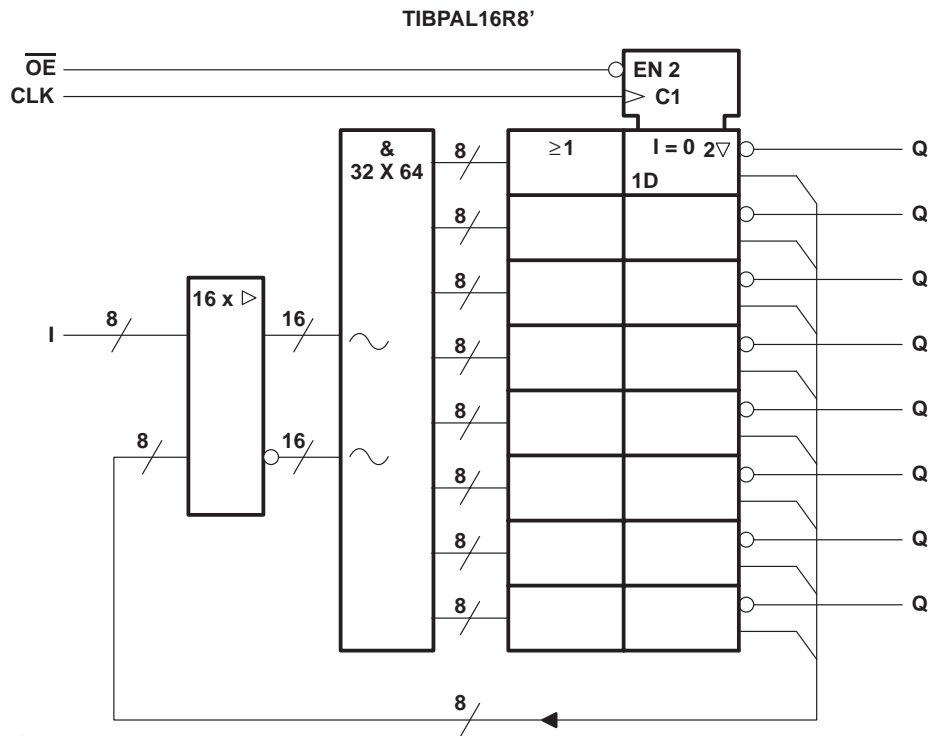 TIBPAL16R8’
OE
CLK
EN 2
C1
&
32 X 64
8
≥1
I = 0 2▽
1D
Q
8
Q
8
Q
16 x ▷
I
8
16
8
Q
8
Q
8
16
8
Q
8
Q
8
Q
8